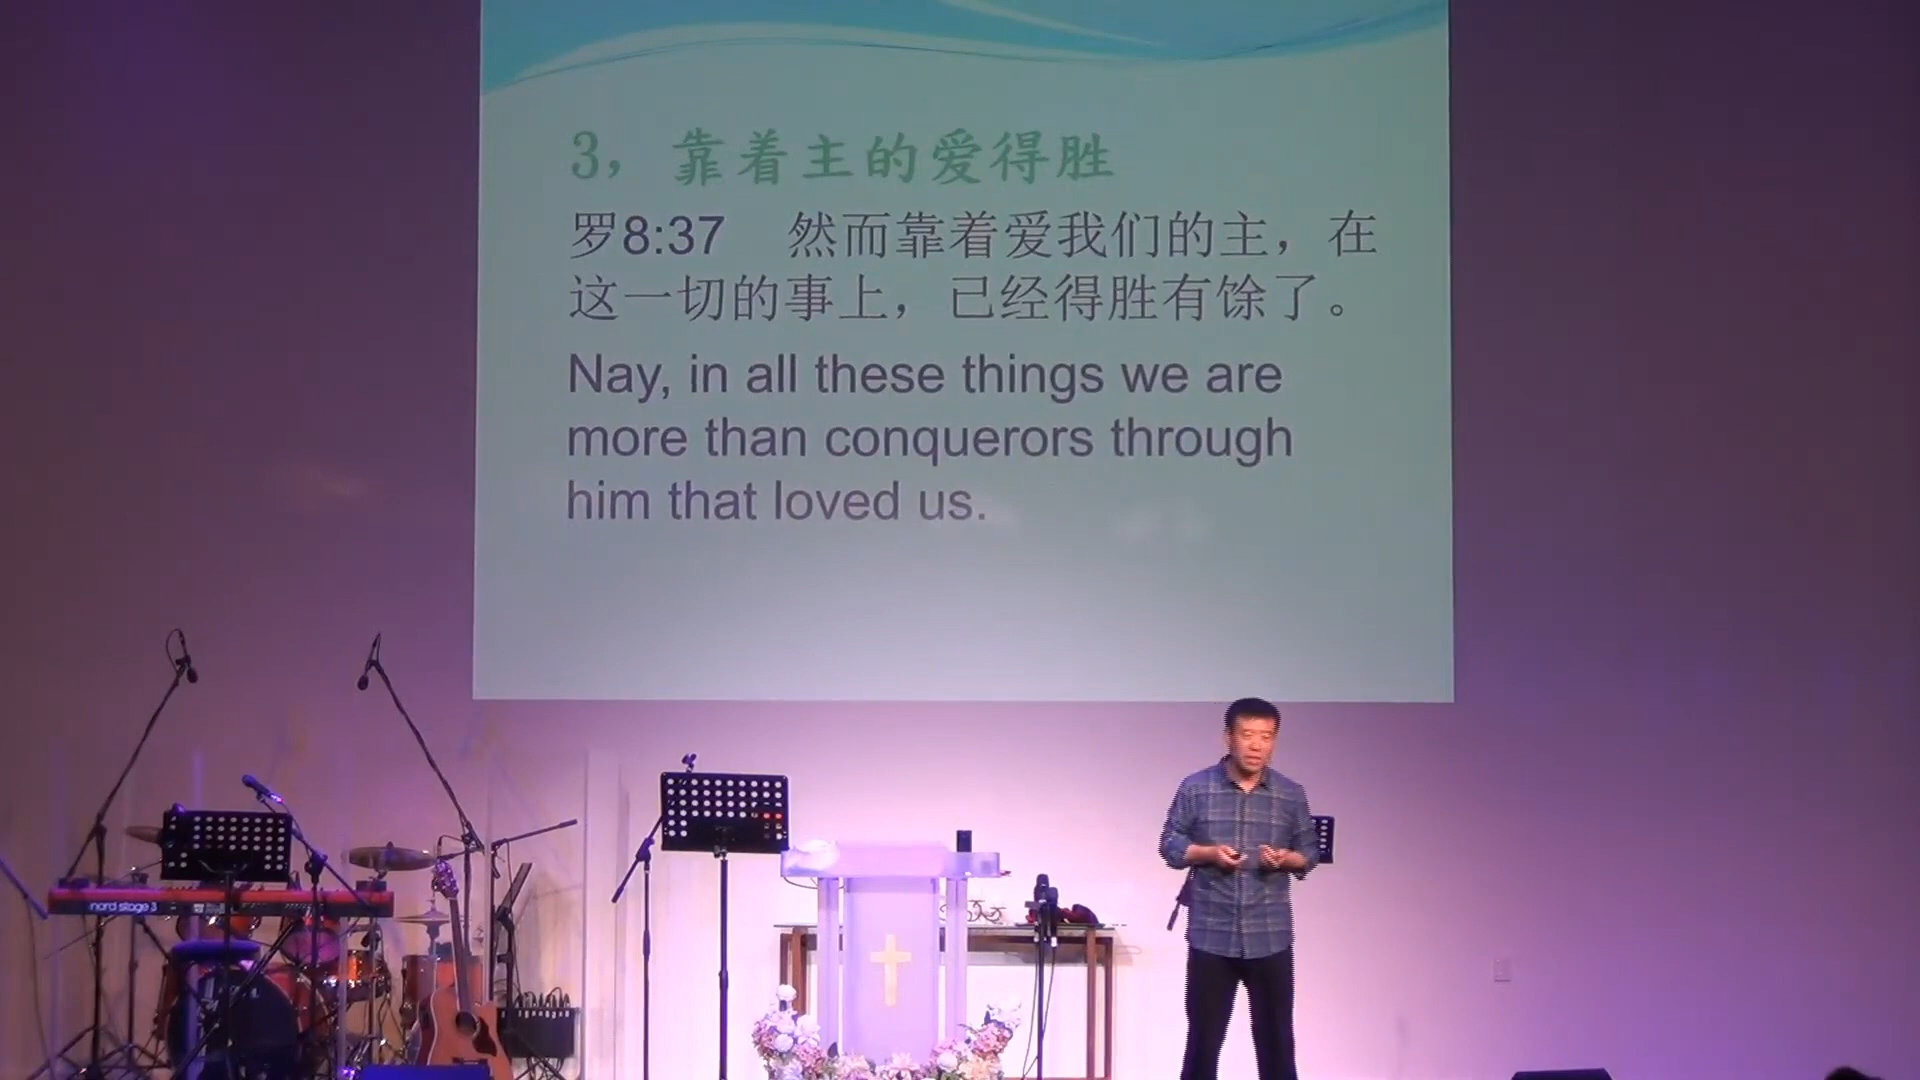 3，靠着主的爱得胜
罗8:37 然而靠着爱我们的主，在
这一切的事上，已经得胜有馀了。
Nay, in all these things we are
more than conquerors through
him that loved us.
nord stage 3